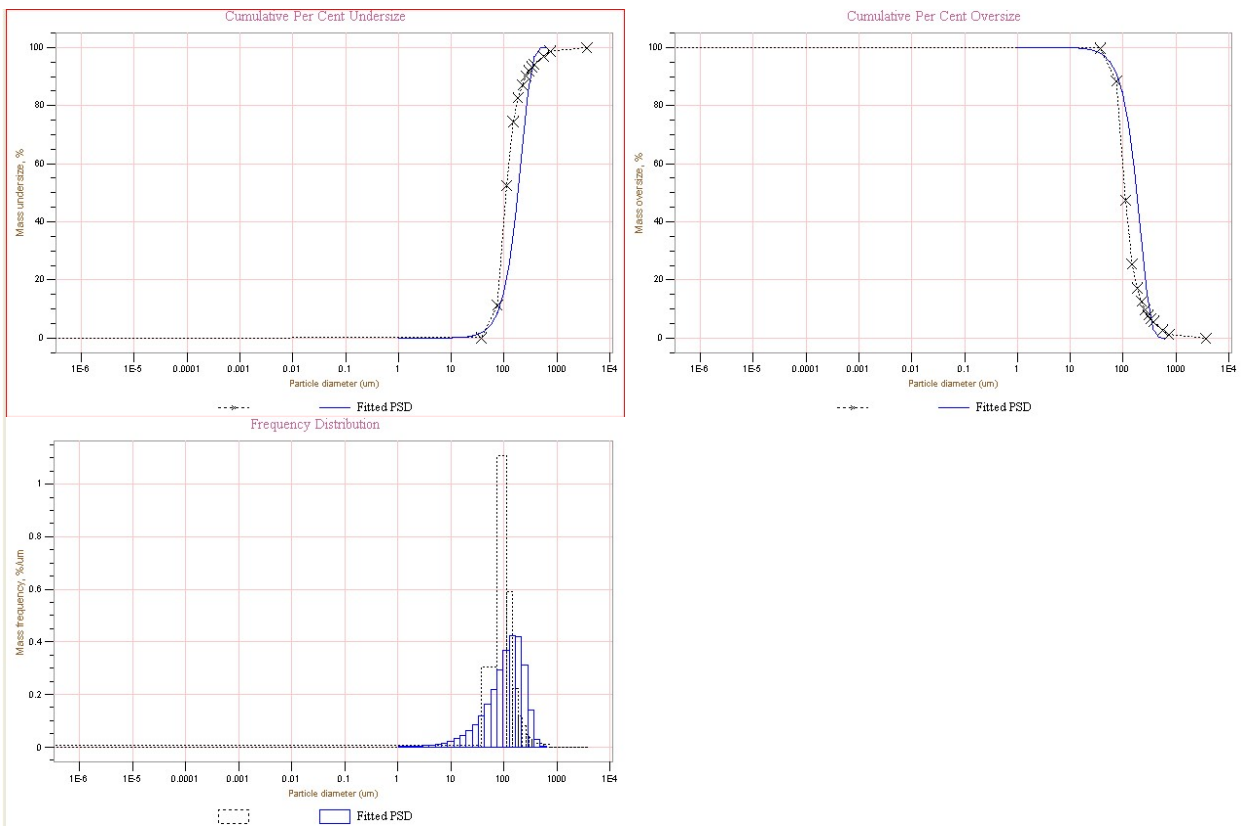 Cumulative Per Cent Undersize
100
80
60
40
20
0
Mass undersize, %
1E-6 1E-5 0.0001 0.001 0.01 0.1 1 10 100 1000 1E4
Particle diameter (um)
Fitted PSD
Cumulative Per Cent Oversize
100
80
60
40
20
0
Mass oversize, %
1E-6 1E-5 0.0001 0.001 0.01 0.1 1 10 100 1000 1E4
Particle diameter (um)
Fitted PSD
Frequency Distribution
1
0.8
0.6
0.4
0.2
0
Mass frequency, %/um
1E-6 1E-5 0.0001 0.001 0.01 0.1 1 10 100 1000 1E4
Particle diameter (um)
Fitted PSD